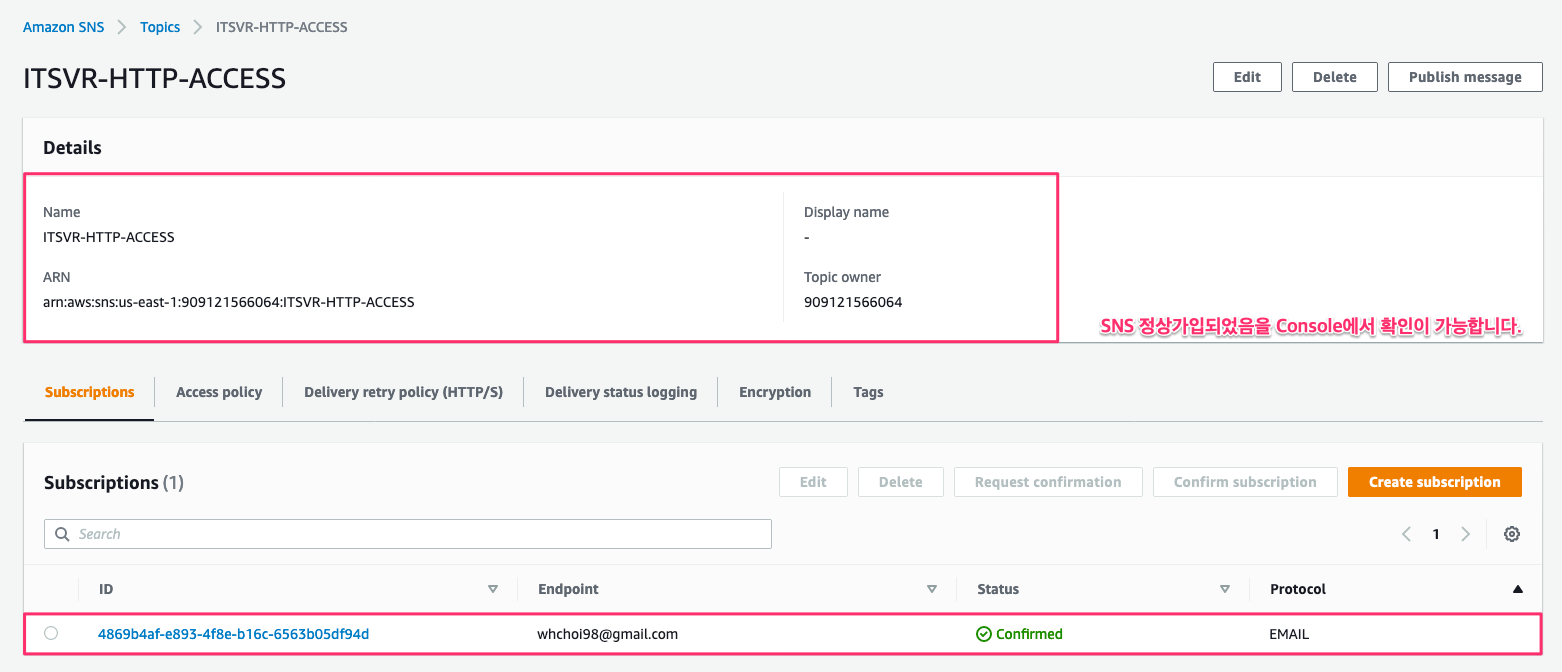 Amazon SNS > Topics > ITSVR-HTTP-ACCESS
ITSVR-HTTP-ACCESS
Edit Delete Publish message
Details
Name Display name
ITSVR-HTTP-ACCESS -
ARN Topic owner
arn:aws:sns:us-east-1:909121566064:ITSVR-HTTP-ACCESS 909121566064
SNS 정상가입되었음을 Console에서 확인이 가능합니다.
Subscriptions Access policy Delivery retry policy (HTTP/S) Delivery status logging Encryption Tags
Subscriptions (1) Edit Delete Request confirmation Confirm subscription Create subscription
Search 1
ID Endpoint Status Protocol
4869b4af-e893-4f8e-b16c-6563b05df94d whchoi98@gmail.com Confirmed EMAIL